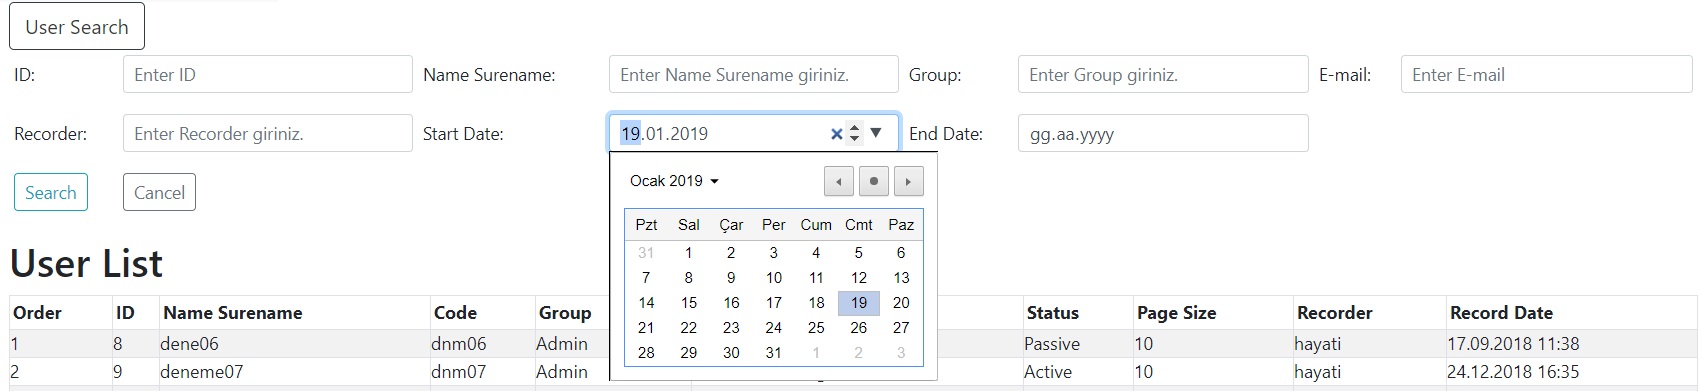 User Search
ID: Enter ID Name Surename: Enter Name Surename giriniz. Group: Enter Group giriniz. E-mail: Enter E-mail
Recorder: Enter Recorder giriniz. Start Date: 19.01.2019 End Date: gg.aa.yyyy
Search Cancel
Ocak 2019
Pzt Sal Çar Per Cum Cmt Paz
31 1 2 3 4 5 6
7 8 9 10 11 12 13
14 15 16 17 18 19 20
21 22 23 24 25 26 27
28 29 30 31 1 2 3
User List
Order ID Name Surename Code Group Status Page Size Recorder Record Date
1 8 dene06 dnm06 Admin Passive 10 hayati 17.09.2018 11:38
2 9 deneme07 dnm07 Admin Active 10 hayati 24.12.2018 16:35